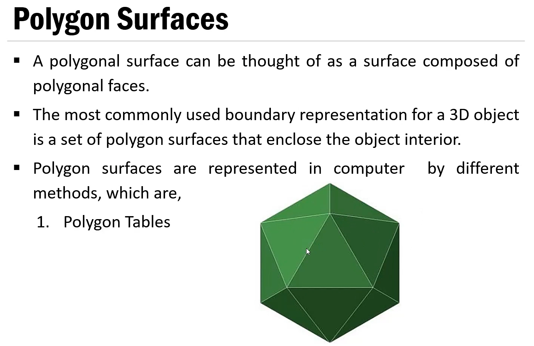 Polygon Surfaces
▪ A polygonal surface can be thought of as a surface composed of
polygonal faces.
▪ The most commonly used boundary representation for a 3D object
is a set of polygon surfaces that enclose the object interior.
▪ Polygon surfaces are represented in computer by different
methods, which are,
1. Polygon Tables